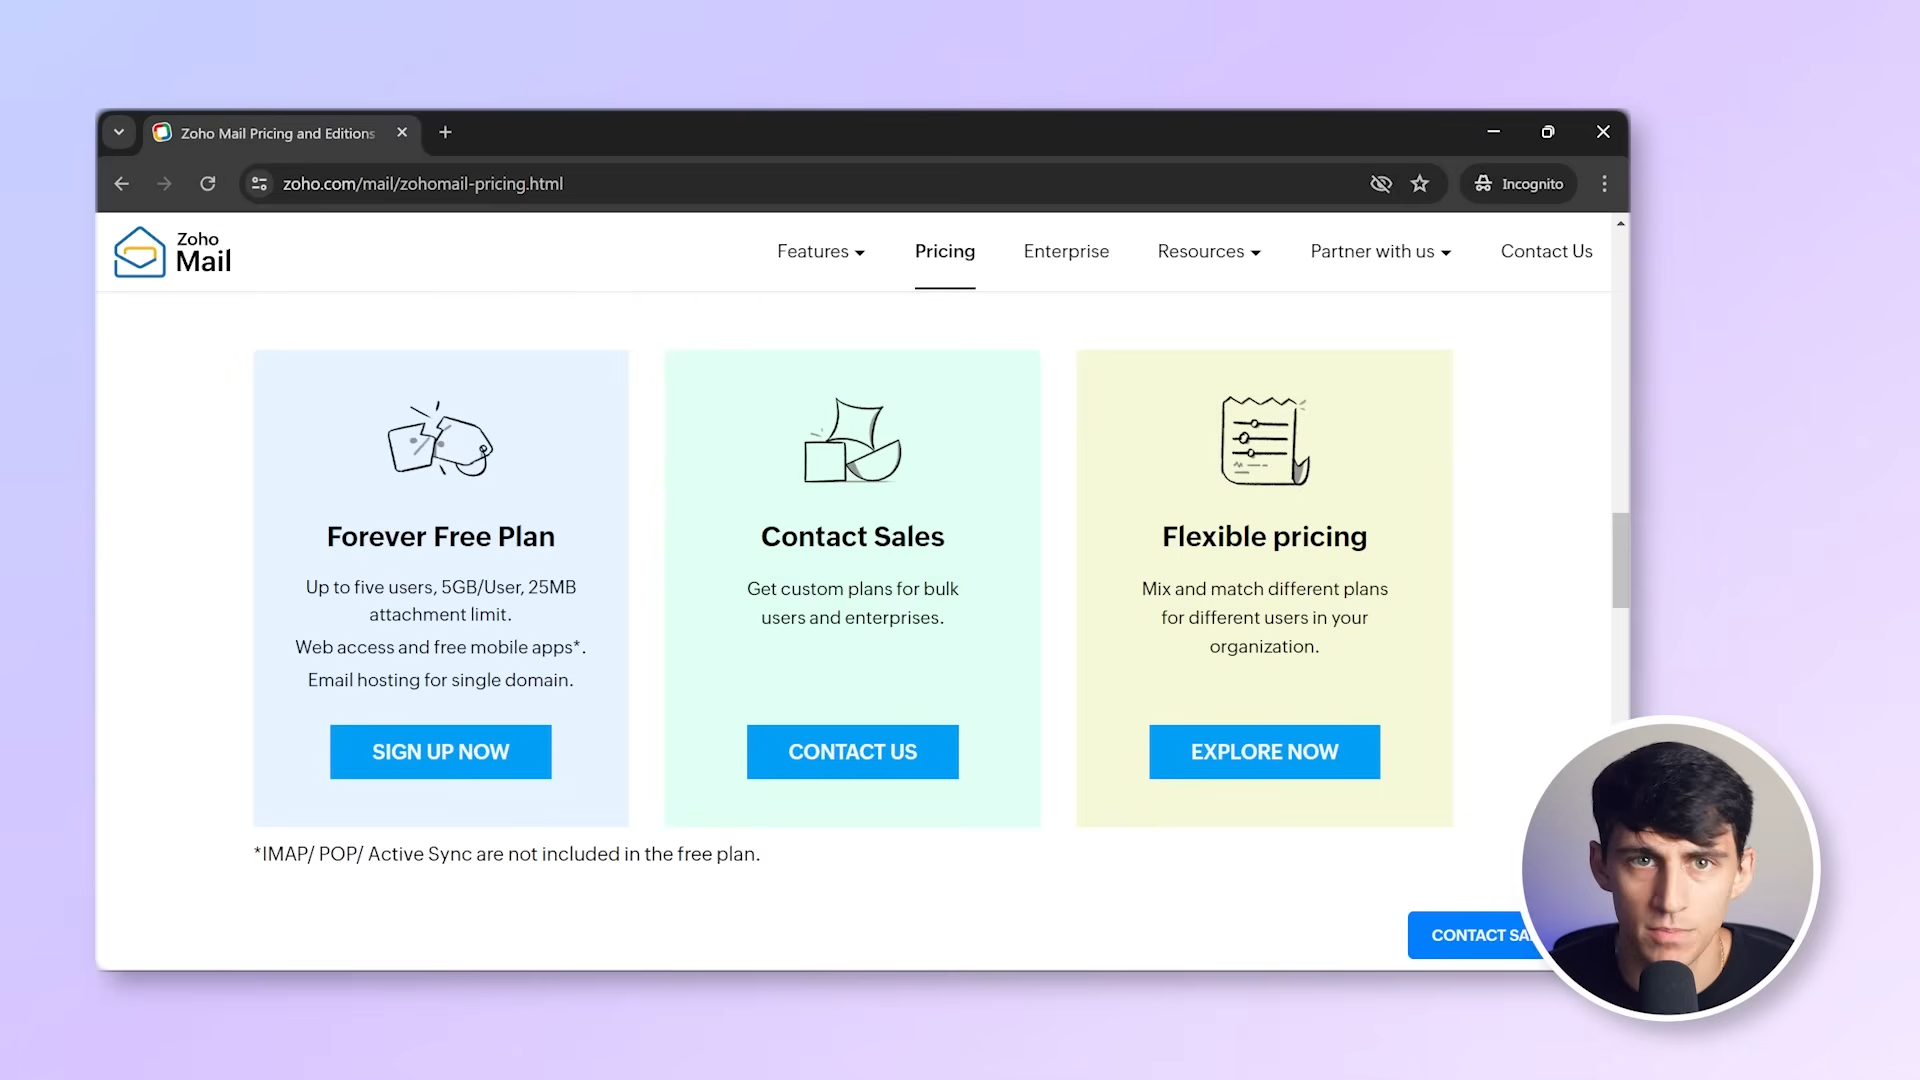 Zoho Mail Pricing and Editions
zoho.com/mail/zohomail-pricing.html
Incognito
Zoho
Mail
Features
Pricing
Enterprise
Resources
Partner with us
Contact Us
Forever Free Plan
Up to five users, 5GB/User, 25MB
attachment limit.
Web access and free mobile apps*.
Email hosting for single domain.
SIGN UP NOW
Contact Sales
Get custom plans for bulk
users and enterprises.
CONTACT US
Flexible pricing
Mix and match different plans
for different users in your
organization.
EXPLORE NOW
*IMAP/ POP/ Active Sync are not included in the free plan.
CONTACT